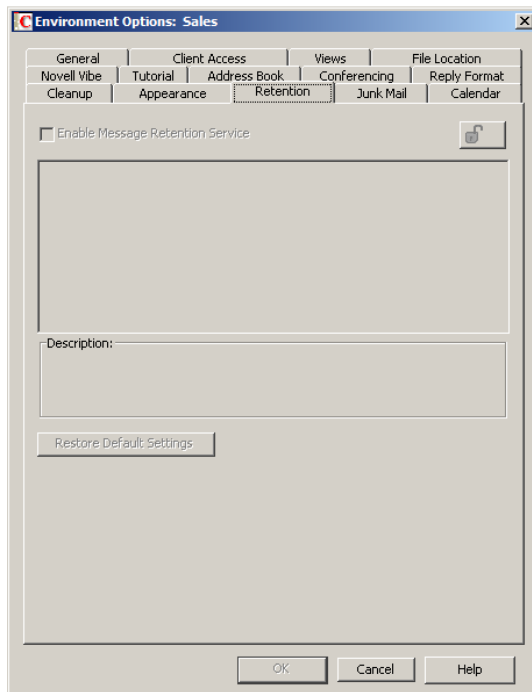 Environment Options: Sales
General Client Access Views File Location
Novell Vibe Tutorial Address Book Conferencing Reply Format
Cleanup Appearance Retention Junk Mail Calendar
Enable Message Retention Service
Description:
Restore Default Settings
OK Cancel Help